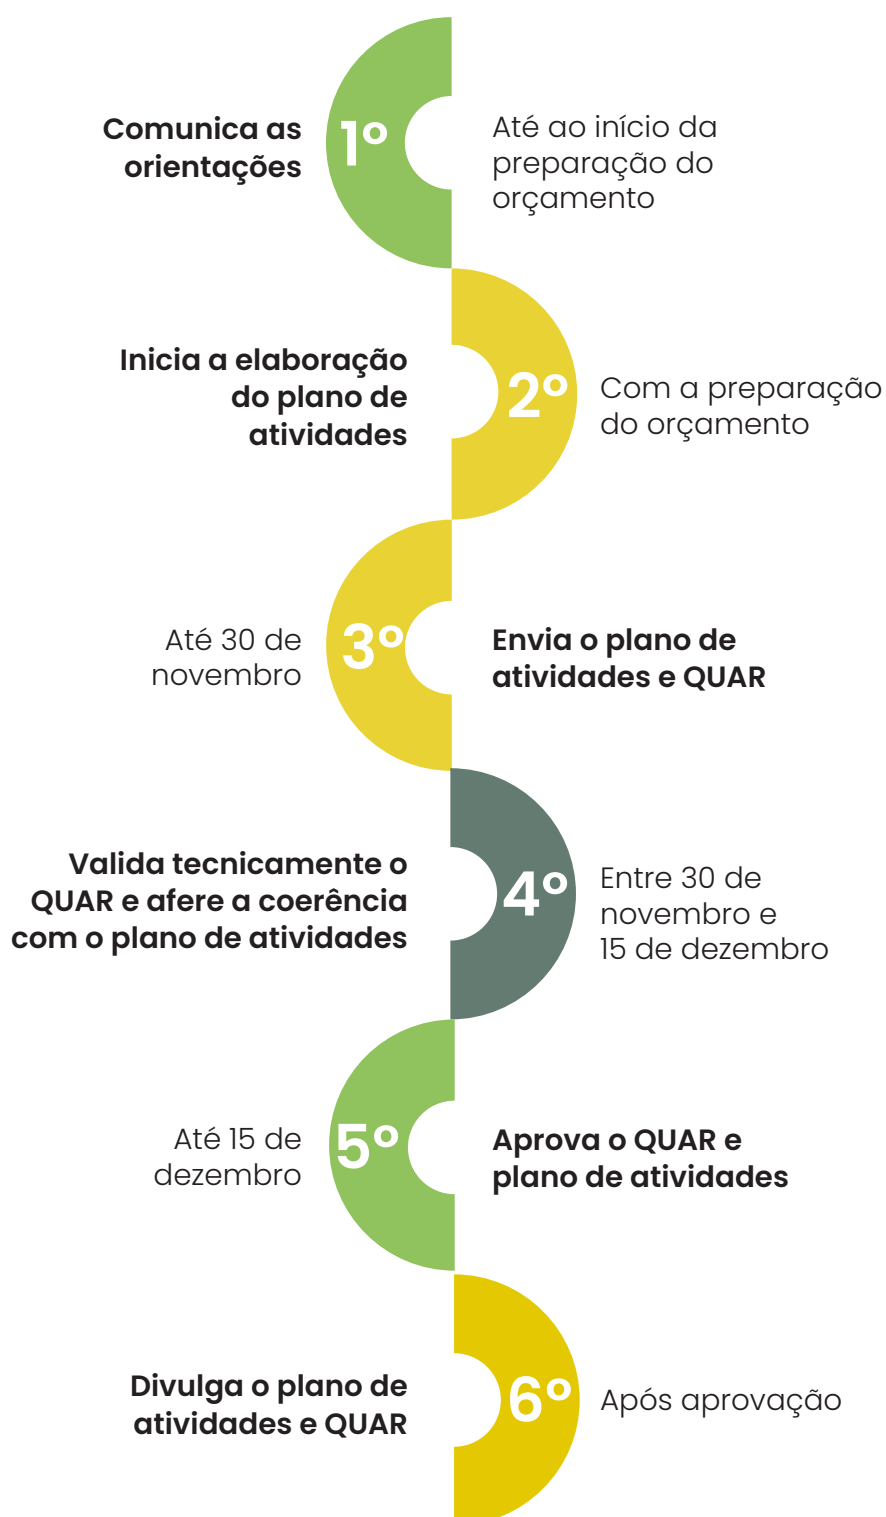 Comunica as
orientações
1º
Até ao início da
preparação do
orçamento
Inicia a elaboração
do plano de
atividades
2º
Com a preparação
do orçamento
Até 30 de
novembro
3º
Envia o plano de
atividades e QUAR
Valida tecnicamente o
QUAR e afere a coerência
com o plano de atividades
4º
Entre 30 de
novembro e
15 de dezembro
Até 15 de
dezembro
5º
Aprova o QUAR e
plano de atividades
Divulga o plano de
atividades e QUAR
6º
Após aprovação